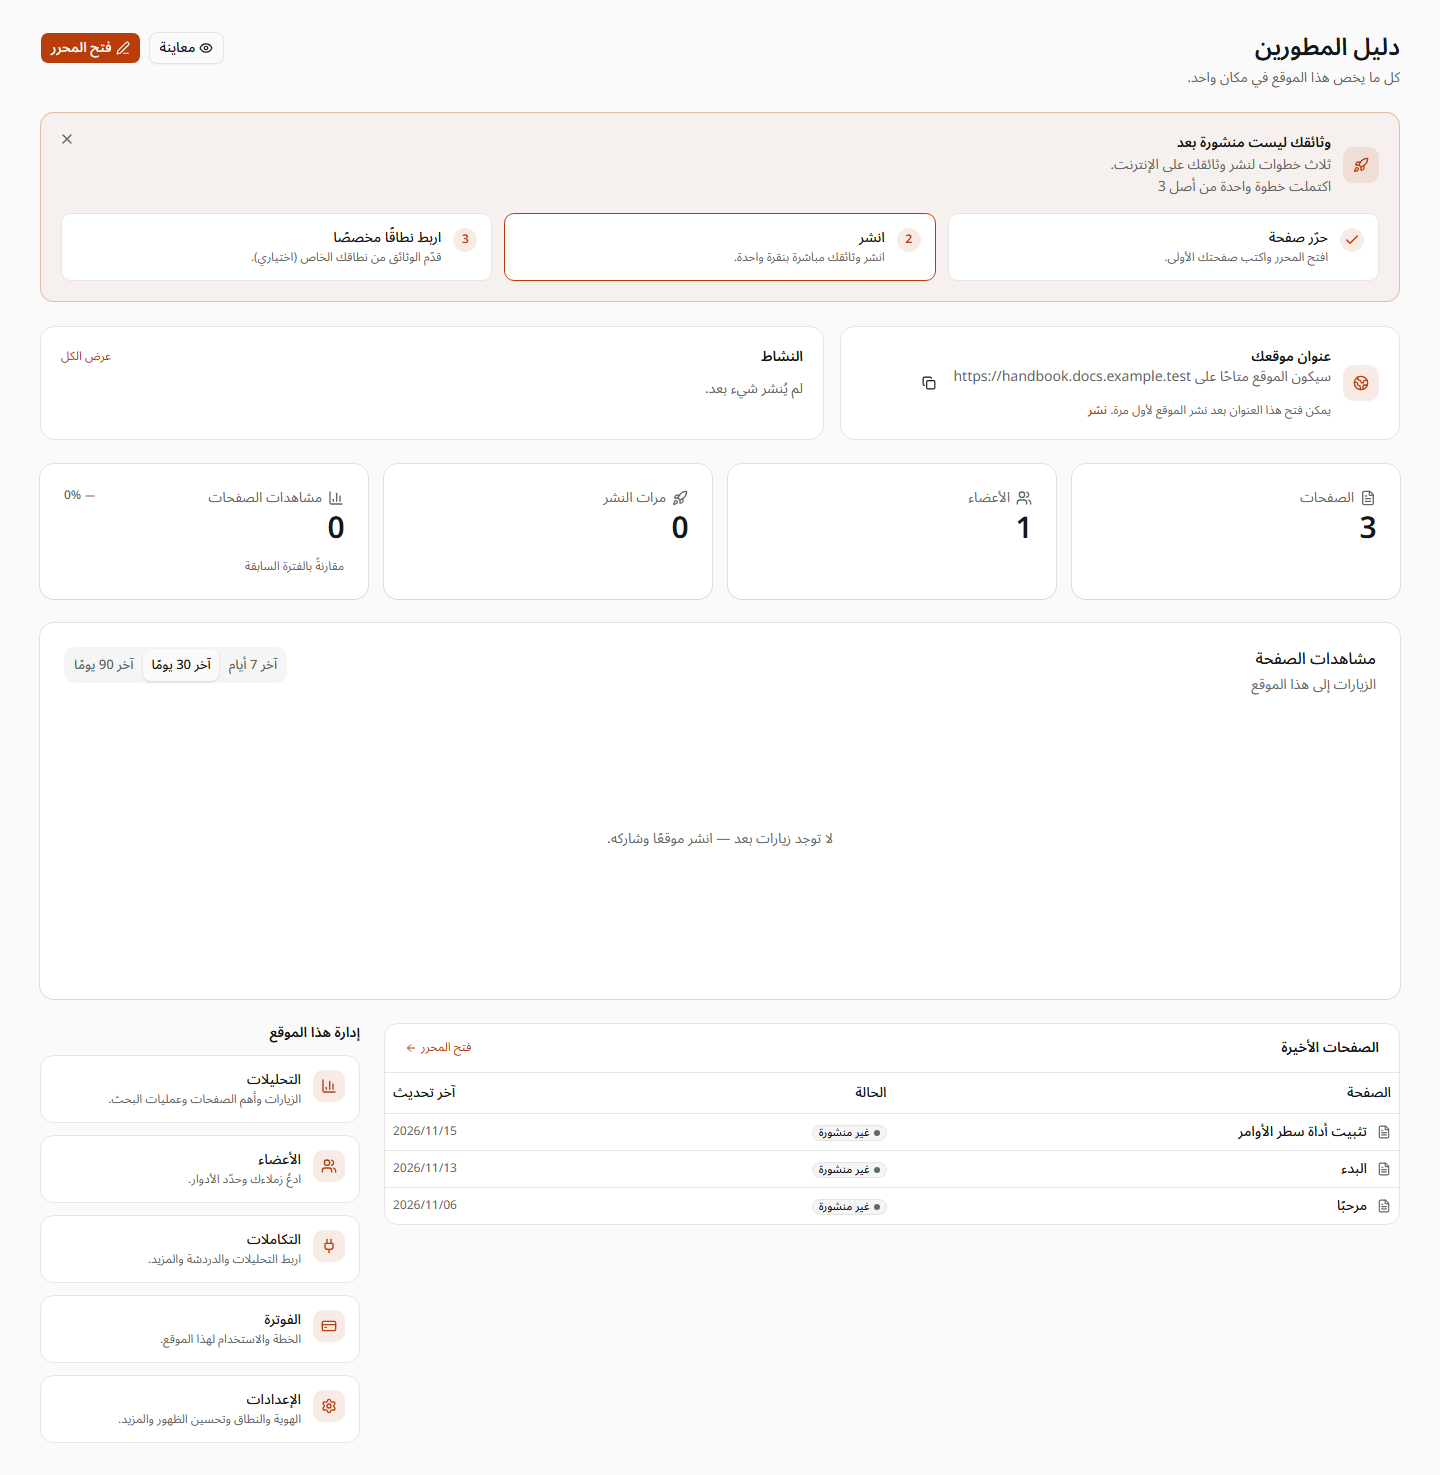 دليل المطورين
كل ما يخص هذا الموقع في مكان واحد.
معاينة
فتح المحرر
وثائقك ليست منشورة بعد
ثلاث خطوات لنشر وثائقك على الإنترنت.
اكتملت خطوة واحدة من أصل 3
حرّر صفحة
افتح المحرر واكتب صفحتك الأولى.
2
انشر
انشر وثائقك مباشرة بنقرة واحدة.
3
اربط نطاقًا مخصصًا
قدّم الوثائق من نطاقك الخاص (اختياري).
عنوان موقعك
سيكون الموقع متاحًا على https://handbook.docs.example.test
يمكن فتح هذا العنوان بعد نشر الموقع لأول مرة. نشر
النشاط
عرض الكل
لم يُنشر شيء بعد.
الصفحات
3
الأعضاء
1
مرات النشر
0
مشاهدات الصفحات
— 0%
0
مقارنةً بالفترة السابقة
مشاهدات الصفحة
الزيارات إلى هذا الموقع
آخر 7 أيام
آخر 30 يومًا
آخر 90 يومًا
لا توجد زيارات بعد — انشر موقعًا وشاركه.
الصفحات الأخيرة
فتح المحرر ←
الصفحة الحالة آخر تحديث
تثبيت أداة سطر الأوامر غير منشورة 2026/11/15
البدء غير منشورة 2026/11/13
مرحبًا غير منشورة 2026/11/06
إدارة هذا الموقع
التحليلات
الزيارات وأهم الصفحات وعمليات البحث.
الأعضاء
ادعُ زملاءك وحدّد الأدوار.
التكاملات
اربط التحليلات والدردشة والمزيد.
الفوترة
الخطة والاستخدام لهذا الموقع.
الإعدادات
الهوية والنطاق وتحسين الظهور والمزيد.